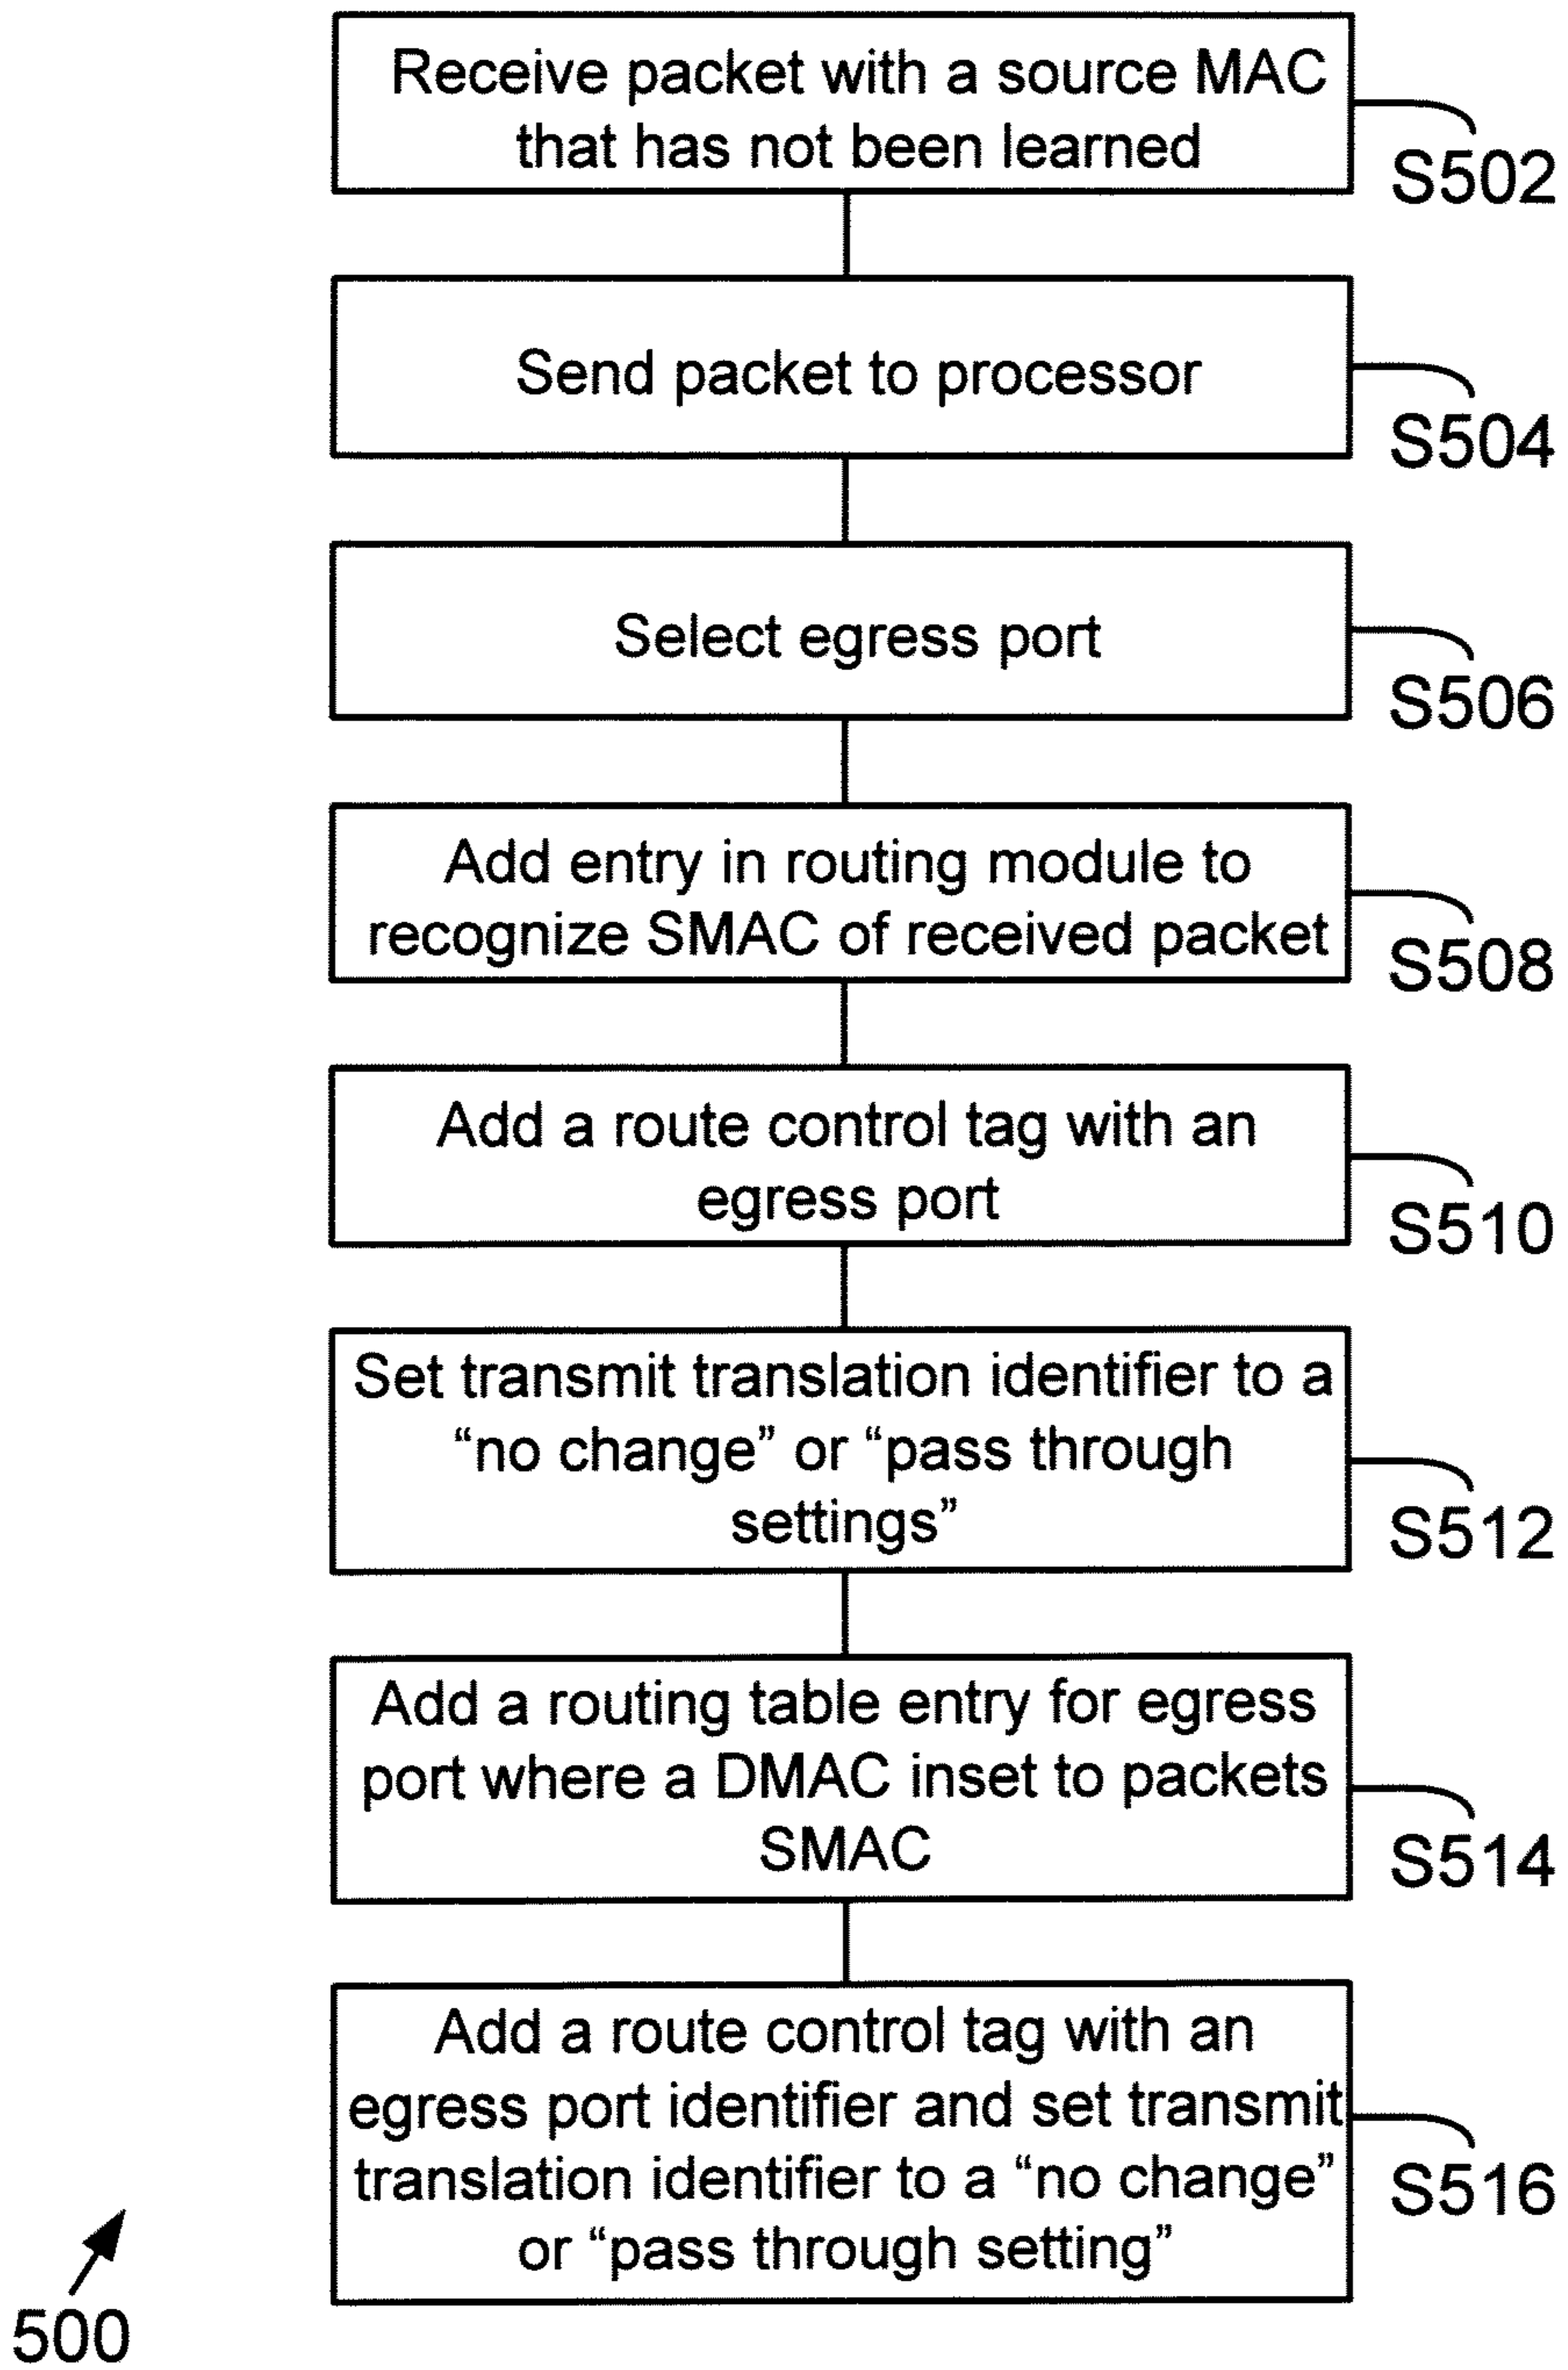 Receive packet with a source MAC
that has not been learned
S502
Send packet to processor
S504
Select egress port
S506
Add entry in routing module to
recognize SMAC of received packet
S508
Add a route control tag with an
egress port
S510
Set transmit translation identifier to a
“no change” or “pass through
settings”
S512
Add a routing table entry for egress
port where a DMAC inset to packets
SMAC
S514
Add a route control tag with an
egress port identifier and set transmit
translation identifier to a “no change”
or “pass through setting”
S516
500